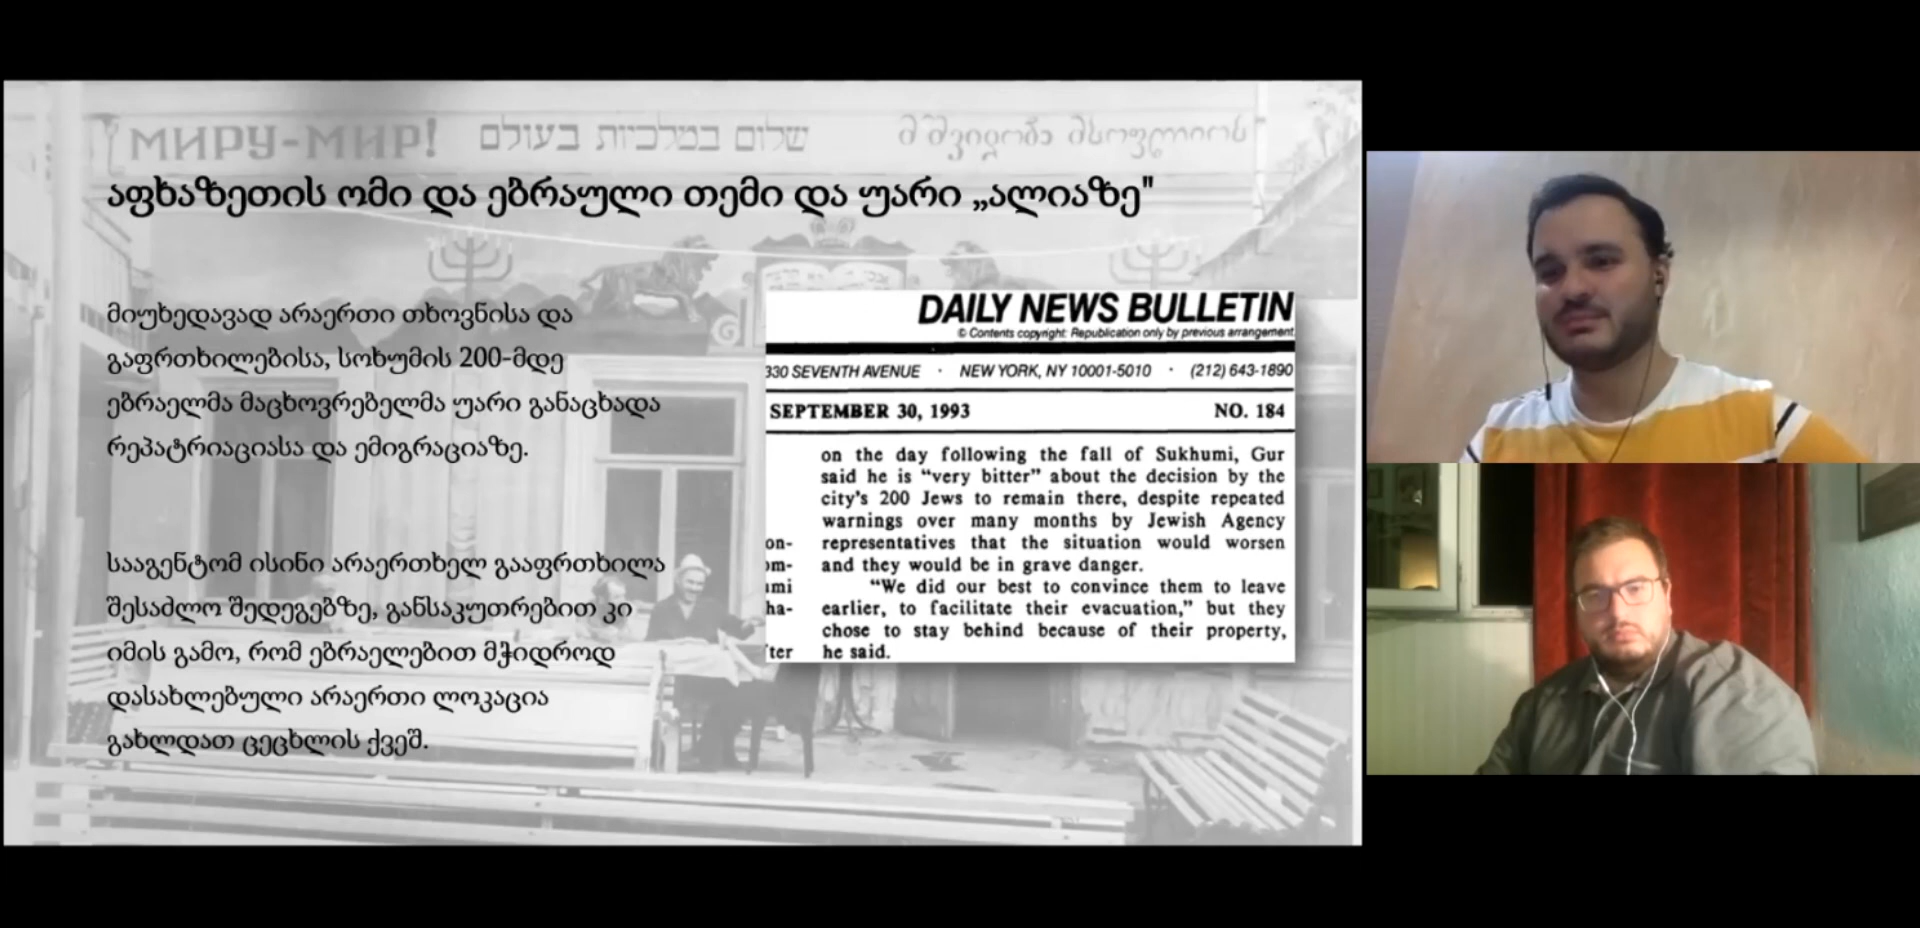 МИРУ-МИР! שלום במלכיות בעולם მშვიდობა მსოფლიოს
აფხაზეთის ომი და ებრაული თემი და უარი „ალიაზე"
მიუხედავად არაერთი თხოვნისა და
გაფრთხილებისა, სოხუმის 200-მდე
ებრაელმა მაცხოვრებელმა უარი განაცხადა
რეპატრიაციასა და ემიგრაციაზე.
სააგენტომ ისინი არაერთხელ გააფრთხილა
შესაძლო შედეგებზე, განსაკუთრებით კი
იმის გამო, რომ ებრაელებით მჭიდროდ
დასახლებული არაერთი ლოკაცია
გახლდათ ცეცხლის ქვეშ.
DAILY NEWS BULLETIN
© Contents copyright: Republication only by previous arrangement
330 SEVENTH AVENUE · NEW YORK, NY 10001-5010 · (212) 643-1890
SEPTEMBER 30, 1993 NO. 184
on the day following the fall of Sukhumi, Gur
said he is “very bitter” about the decision by the
city's 200 Jews to remain there, despite repeated
warnings over many months by Jewish Agency
on- representatives that the situation would worsen
om- and they would be in grave danger.
imi “We did our best to convince them to leave
ha- earlier, to facilitate their evacuation,” but they
chose to stay behind because of their property,
'ter he said.